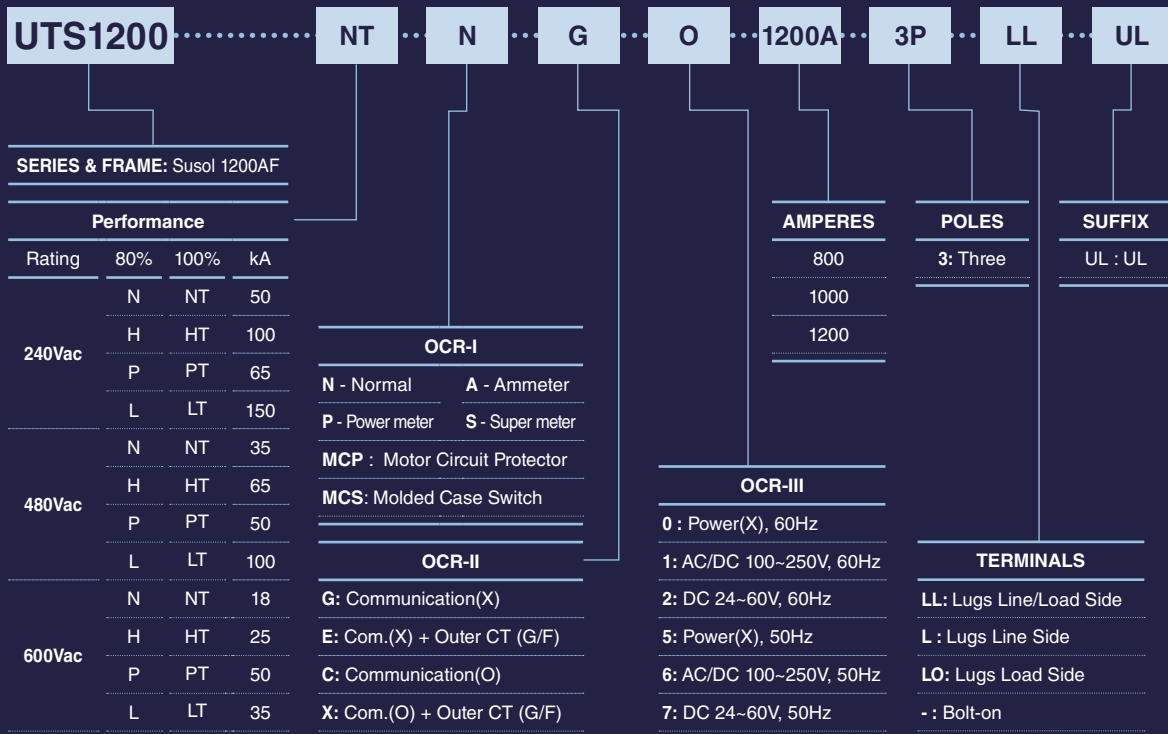 UTS1200 NT N G O 1200A 3P LL UL
SERIES & FRAME: Susol 1200AF
Performance
Rating 80% 100% kA
240Vac
N NT 50
H HT 100
P PT 65
L LT 150
480Vac
N NT 35
H HT 65
P PT 50
L LT 100
600Vac
N NT 18
H HT 25
P PT 50
L LT 35
OCR-I
N - Normal A - Ammeter
P - Power meter S - Super meter
MCP : Motor Circuit Protector
MCS: Molded Case Switch
OCR-II
G: Communication(X)
E: Com.(X) + Outer CT (G/F)
C: Communication(O)
X: Com.(O) + Outer CT (G/F)
OCR-III
0 : Power(X), 60Hz
1: AC/DC 100~250V, 60Hz
2: DC 24~60V, 60Hz
5: Power(X), 50Hz
6: AC/DC 100~250V, 50Hz
7: DC 24~60V, 50Hz
AMPERES
800
1000
1200
POLES
3: Three
TERMINALS
LL: Lugs Line/Load Side
L : Lugs Line Side
LO: Lugs Load Side
- : Bolt-on
SUFFIX
UL : UL